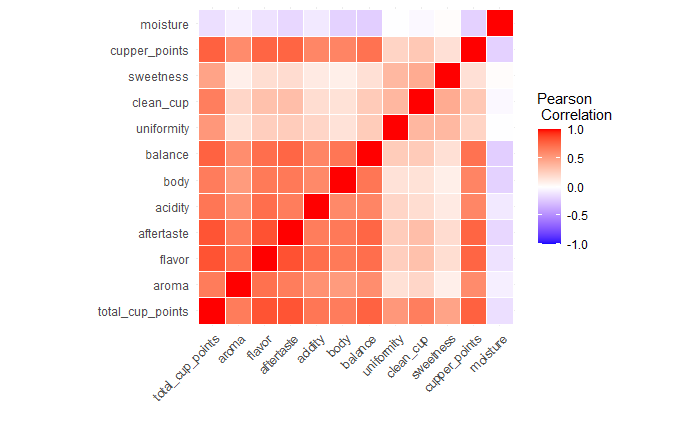 moisture
cupper_points
sweetness
clean_cup
uniformity
balance
body
acidity
aftertaste
flavor
aroma
total_cup_points
total_cup_points
aroma
flavor
aftertaste
acidity
body
balance
uniformity
clean_cup
sweetness
cupper_points
moisture
Pearson
Correlation
1.0
0.5
0.0
-0.5
-1.0